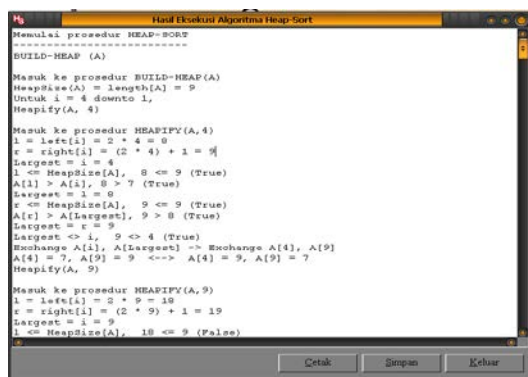 Hasil Eksekusi Algoritma Heap-Sort
Memulai prosedur HEAP-SORT
--------------------------
BUILD-HEAP (A)
Masuk ke prosedur BUILD-HEAP(A)
HeapSize(A) = length[A] = 9
Untuk i = 4 downto 1,
Heapify(A, 4)
Masuk ke prosedur HEAPIFY(A,4)
l = left[i] = 2 * 4 = 8
r = right[i] = (2 * 4) + 1 = 9
Largest = i = 4
l <= HeapSize[A], 8 <= 9 (True)
A[l] > A[i], 8 > 7 (True)
Largest = l = 8
r <= HeapSize[A], 9 <= 9 (True)
A[r] > A[Largest], 9 > 8 (True)
Largest = r = 9
Largest <> i, 9 <> 4 (True)
Exchange A[i], A[Largest] -> Exchange A[4], A[9]
A[4] = 7, A[9] = 9 <--> A[4] = 9, A[9] = 7
Heapify(A, 9)
Masuk ke prosedur HEAPIFY(A,9)
l = left[i] = 2 * 9 = 18
r = right[i] = (2 * 9) + 1 = 19
Largest = i = 9
l <= HeapSize[A], 18 <= 9 (False)
Cetak Simpan Keluar